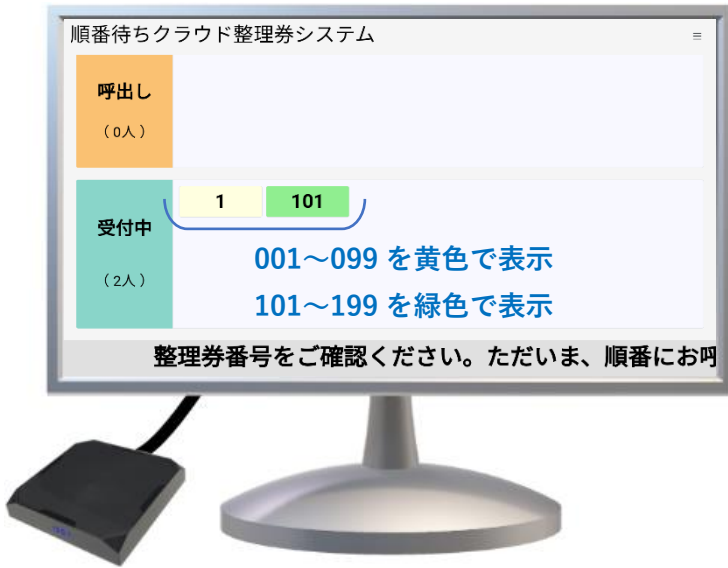 順番待ちクラウド整理券システム
≡
呼出し
（0人）
1
101
受付中
（2人）
001～099 を黄色で表示
101～199 を緑色で表示
整理券番号をご確認ください。ただいま、順番にお呼